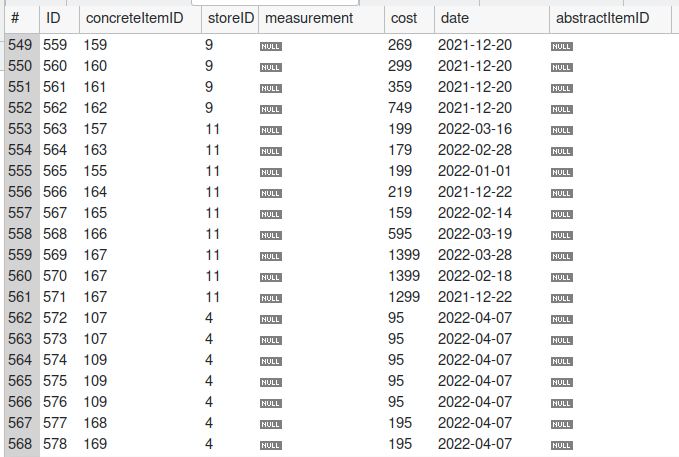 # ID concreteItemID storeID measurement cost date abstractItemID
549 559 159 9 NULL 269 2021-12-20 NULL
550 560 160 9 NULL 299 2021-12-20 NULL
551 561 161 9 NULL 359 2021-12-20 NULL
552 562 162 9 NULL 749 2021-12-20 NULL
553 563 157 11 NULL 199 2022-03-16 NULL
554 564 163 11 NULL 179 2022-02-28 NULL
555 565 155 11 NULL 199 2022-01-01 NULL
556 566 164 11 NULL 219 2021-12-22 NULL
557 567 165 11 NULL 159 2022-02-14 NULL
558 568 166 11 NULL 595 2022-03-19 NULL
559 569 167 11 NULL 1399 2022-03-28 NULL
560 570 167 11 NULL 1399 2022-02-18 NULL
561 571 167 11 NULL 1299 2021-12-22 NULL
562 572 107 4 NULL 95 2022-04-07 NULL
563 573 107 4 NULL 95 2022-04-07 NULL
564 574 109 4 NULL 95 2022-04-07 NULL
565 575 109 4 NULL 95 2022-04-07 NULL
566 576 109 4 NULL 95 2022-04-07 NULL
567 577 168 4 NULL 195 2022-04-07 NULL
568 578 169 4 NULL 195 2022-04-07 NULL